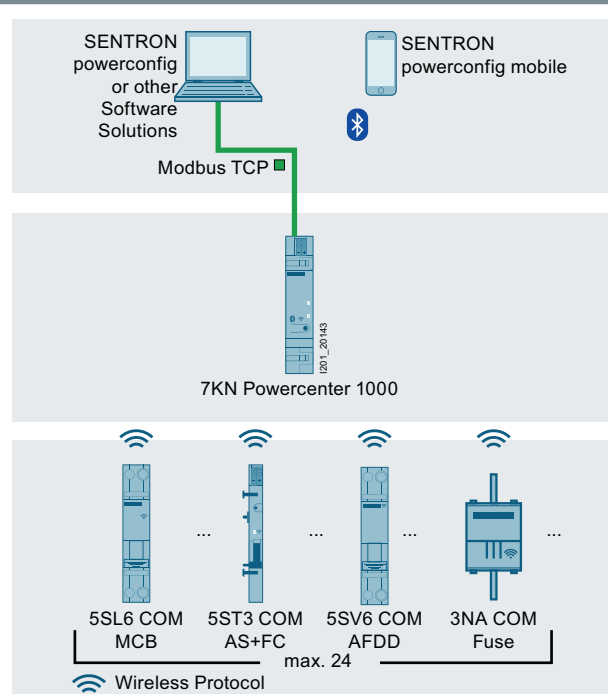 SENTRON
powerconfig
or other
Software
Solutions
SENTRON
powerconfig mobile
Modbus TCP
I201_20143
7KN Powercenter 1000
... ... ... ...
5SL6 COM 5ST3 COM 5SV6 COM 3NA COM
MCB AS+FC AFDD Fuse
max. 24
Wireless Protocol